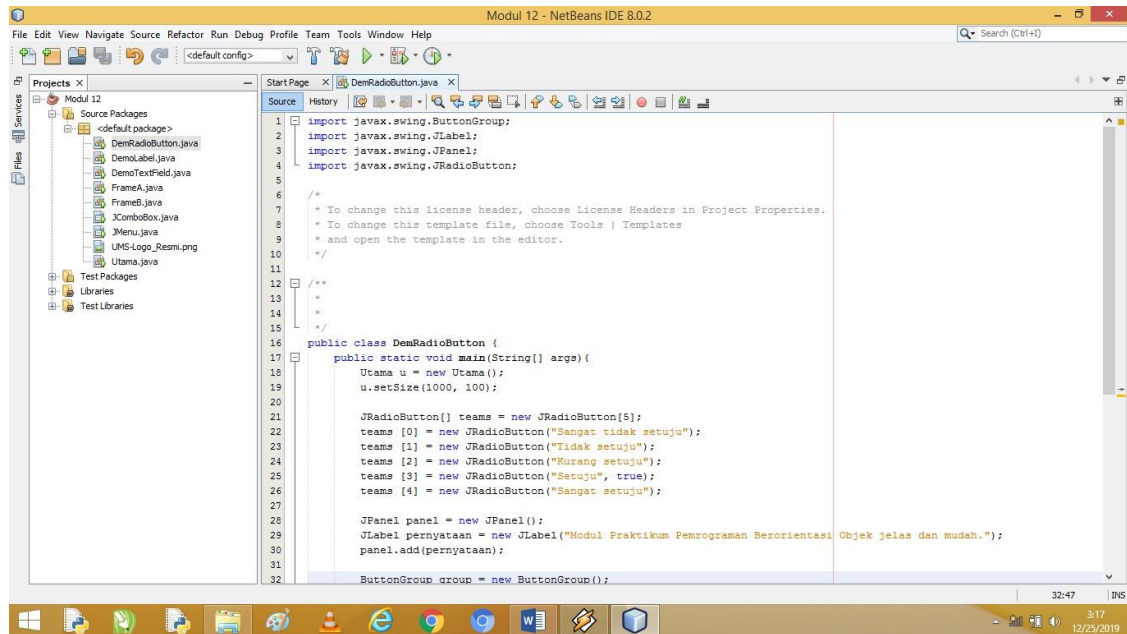 Modul 12 - NetBeans IDE 8.0.2
File Edit View Navigate Source Refactor Run Debug Profile Team Tools Window Help
Search (Ctrl+I)
<default config>
Projects
Services
Files
Modul 12
Source Packages
<default package>
DemRadioButton.java
DemoLabel.java
DemoTextField.java
FrameA.java
FrameB.java
JComboBox.java
JMenu.java
UMS-Logo_Resmi.png
Utama.java
Test Packages
Libraries
Test Libraries
Start Page DemRadioButton.java
Source History
1 import javax.swing.ButtonGroup;
2 import javax.swing.JLabel;
3 import javax.swing.JPanel;
4 import javax.swing.JRadioButton;
5
6 /*
7 * To change this license header, choose License Headers in Project Properties.
8 * To change this template file, choose Tools | Templates
9 * and open the template in the editor.
10 */
11
12 /**
13 *
14 *
15 */
16 public class DemRadioButton {
17 public static void main(String[] args){
18 Utama u = new Utama();
19 u.setSize(1000, 100);
20
21 JRadioButton[] teams = new JRadioButton[5];
22 teams [0] = new JRadioButton("Sangat tidak setuju");
23 teams [1] = new JRadioButton("Tidak setuju");
24 teams [2] = new JRadioButton("Kurang setuju");
25 teams [3] = new JRadioButton("Setuju", true);
26 teams [4] = new JRadioButton("Sangat setuju");
27
28 JPanel panel = new JPanel();
29 JLabel pernyataan = new JLabel("Modul Praktikum Pemrograman Berorientasi Objek jelas dan mudah.");
30 panel.add(pernyataan);
31
32 ButtonGroup group = new ButtonGroup();
32:47 INS
3:17
12/25/2019